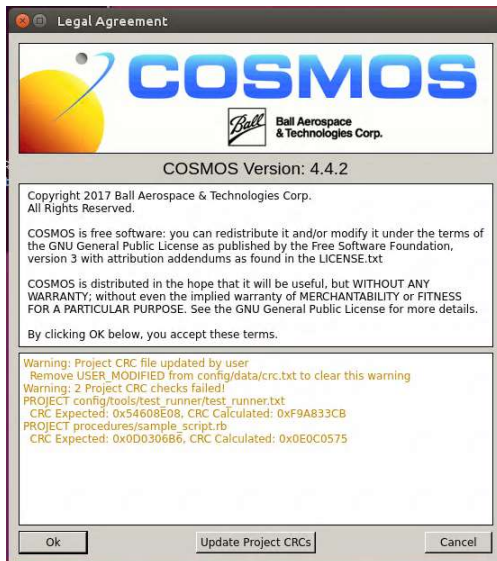 Legal Agreement
COSMOS
Ball
Ball Aerospace
& Technologies Corp.
COSMOS Version: 4.4.2
Copyright 2017 Ball Aerospace & Technologies Corp.
All Rights Reserved.
COSMOS is free software: you can redistribute it and/or modify it under the terms of
the GNU General Public License as published by the Free Software Foundation,
version 3 with attribution addendums as found in the LICENSE.txt
COSMOS is distributed in the hope that it will be useful, but WITHOUT ANY
WARRANTY; without even the implied warranty of MERCHANTABILITY or FITNESS
FOR A PARTICULAR PURPOSE. See the GNU General Public License for more details.
By clicking OK below, you accept these terms.
Warning: Project CRC file updated by user
Remove USER_MODIFIED from config/data/crc.txt to clear this warning
Warning: 2 Project CRC checks failed!
PROJECT config/tools/test_runner/test_runner.txt
CRC Expected: 0x54608E08, CRC Calculated: 0xF9A833CB
PROJECT procedures/sample_script.rb
CRC Expected: 0x0D0306B6, CRC Calculated: 0x0E0C0575
Ok
Update Project CRCs
Cancel